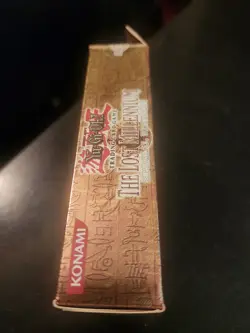 Yu-Gi-Oh!
TRADING CARD GAME
THE LOST MILLENNIUM
KONAMI